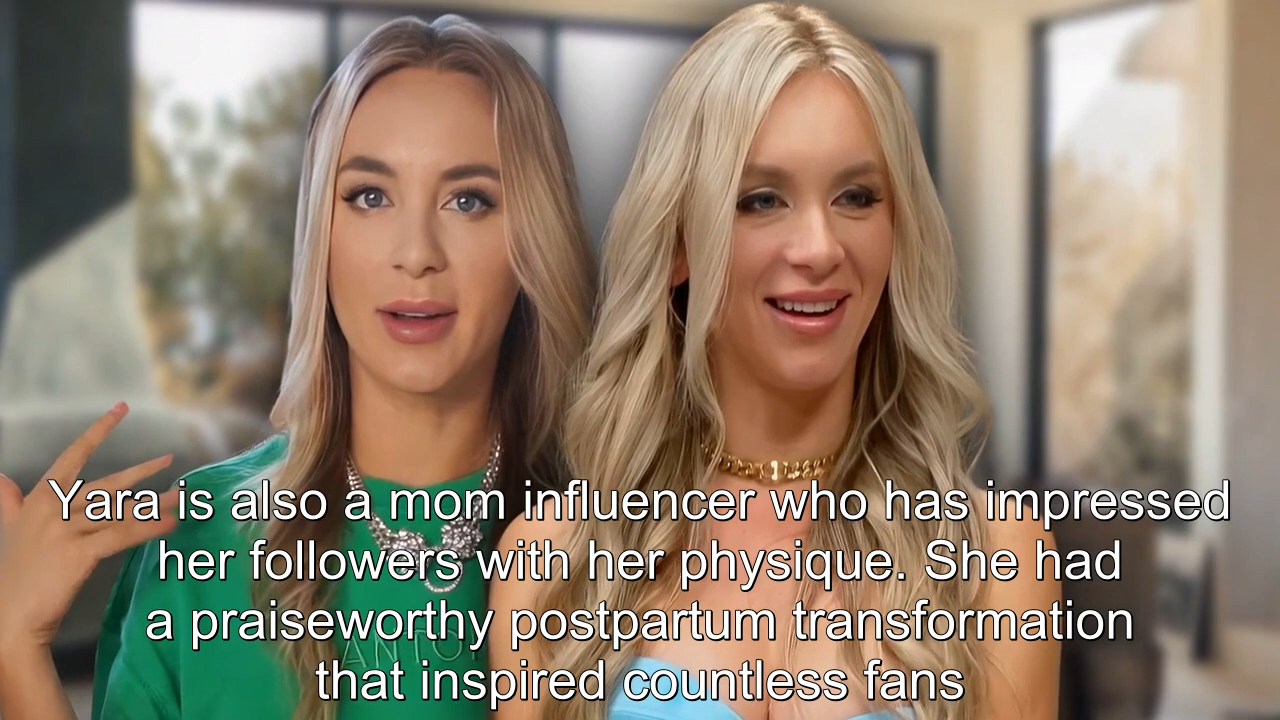 Yara is also a mom influencer who has impressed
her followers with her physique. She had
a praiseworthy postpartum transformation
that inspired countless fans